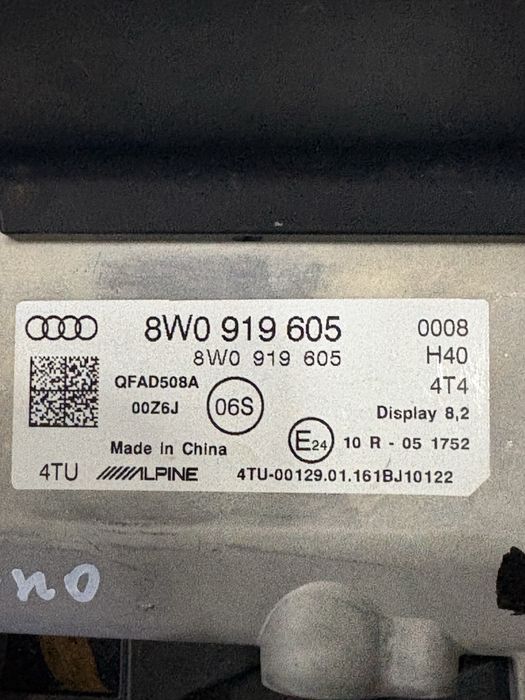 8W0 919 605 0008
8W0 919 605 H40
QFAD508A 4T4
00Z6J 06S Display 8,2
Made in China E24 10 R - 05 1752
4TU ALPINE 4TU-00129.01.161BJ10122
no